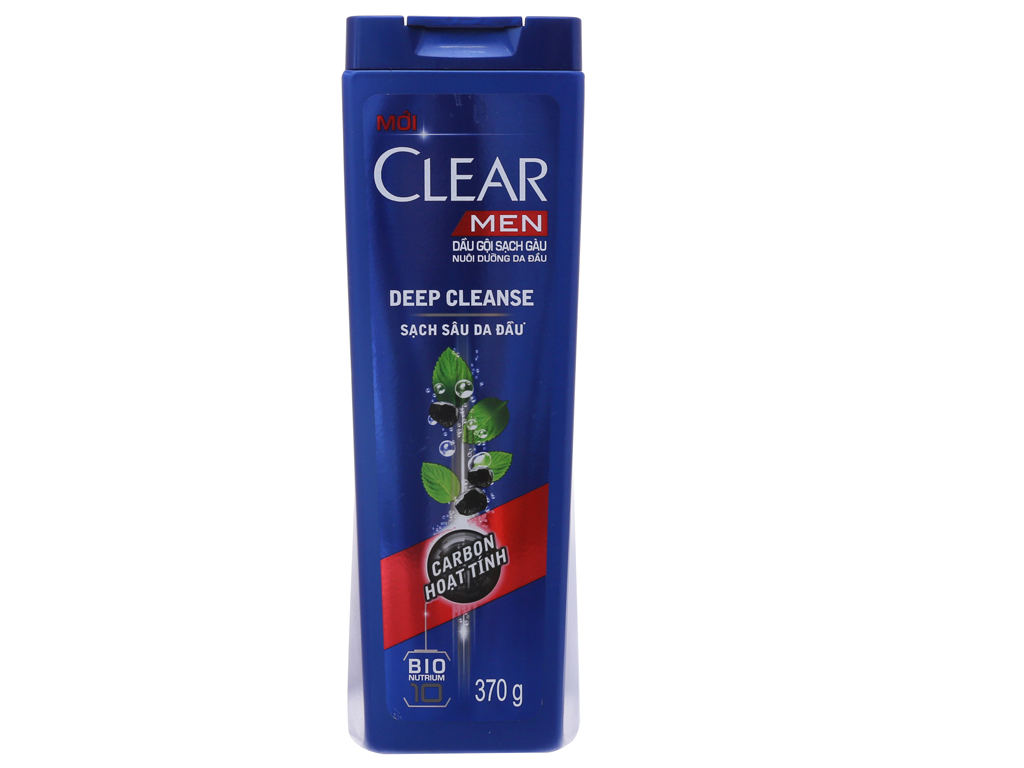 MỚI
CLEAR
MEN
DẦU GỘI SẠCH GÀU
NUÔI DƯỠNG DA ĐẦU
DEEP CLEANSE
SẠCH SÂU DA ĐẦU*
CARBON
HOẠT TÍNH
BIO
NUTRIUM
10
370 g